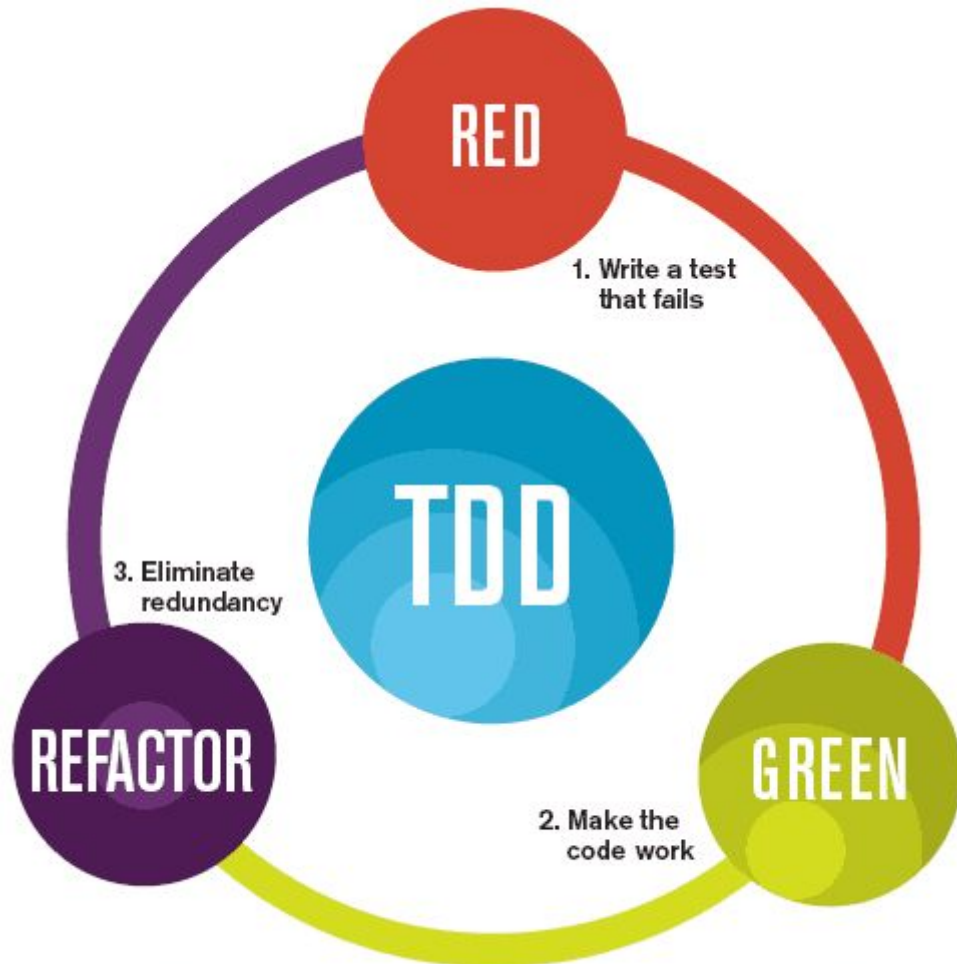 RED
1. Write a test
that fails
TDD
3. Eliminate
redundancy
REFACTOR
GREEN
2. Make the
code work